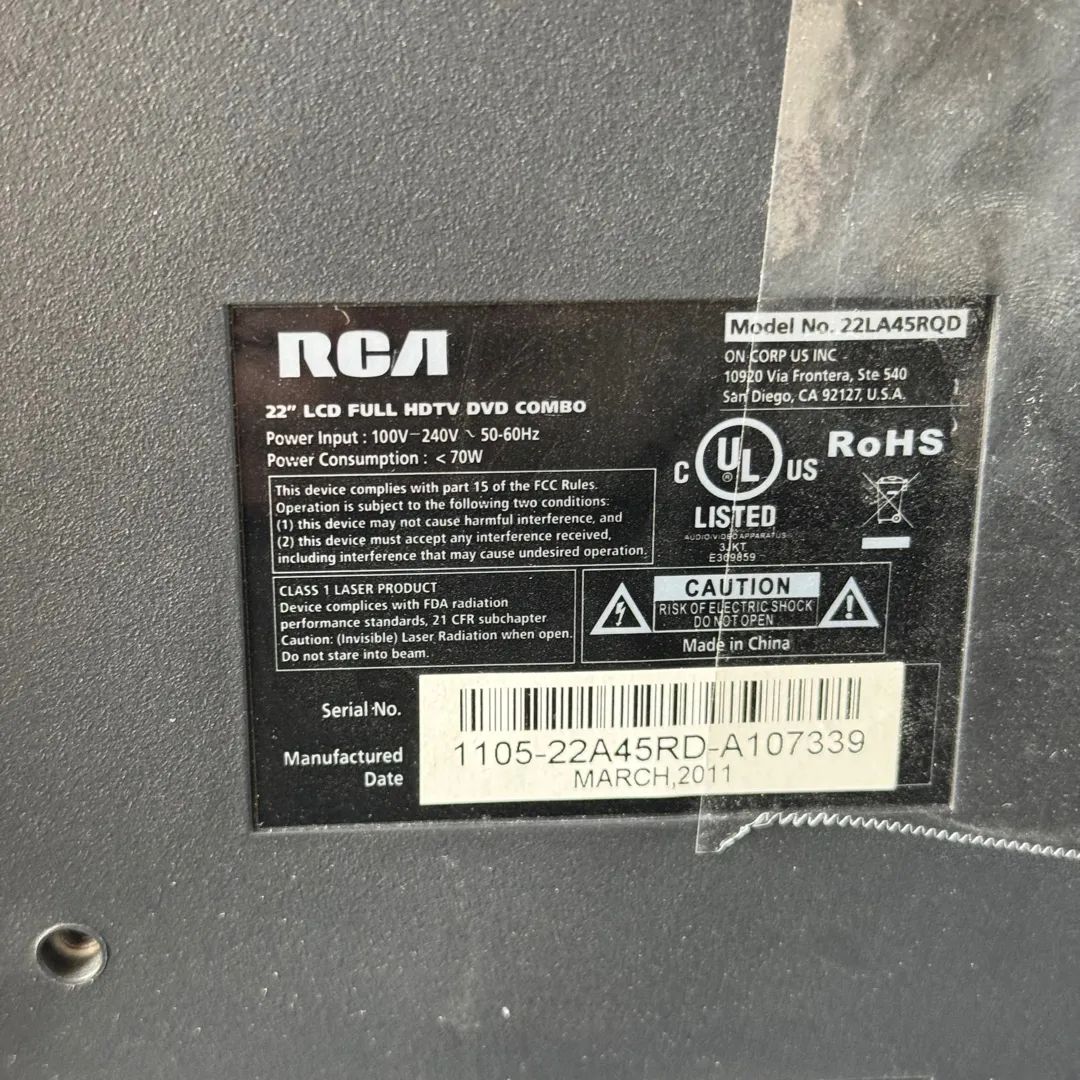 RCA
22" LCD FULL HDTV DVD COMBO
Power Input : 100V~240V ~ 50-60Hz
Power Consumption : < 70W
Model No. 22LA45RQD
ON CORP US INC
10920 Via Frontera, Ste 540
San Diego, CA 92127, U.S.A.
This device complies with part 15 of the FCC Rules.
Operation is subject to the following two conditions:
(1) this device may not cause harmful interference, and
(2) this device must accept any interference received,
including interference that may cause undesired operation.
C UL ® US
LISTED
AUDIO/VIDEO APPARATUS
3JKT
E309859
RoHS
CLASS 1 LASER PRODUCT
Device complices with FDA radiation
performance standards, 21 CFR subchapter
Caution: (Invisible) Laser Radiation when open.
Do not stare into beam.
CAUTION
RISK OF ELECTRIC SHOCK
DO NOT OPEN
Made in China
Serial No.
1105-22A45RD-A107339
Manufactured
Date
MARCH,2011